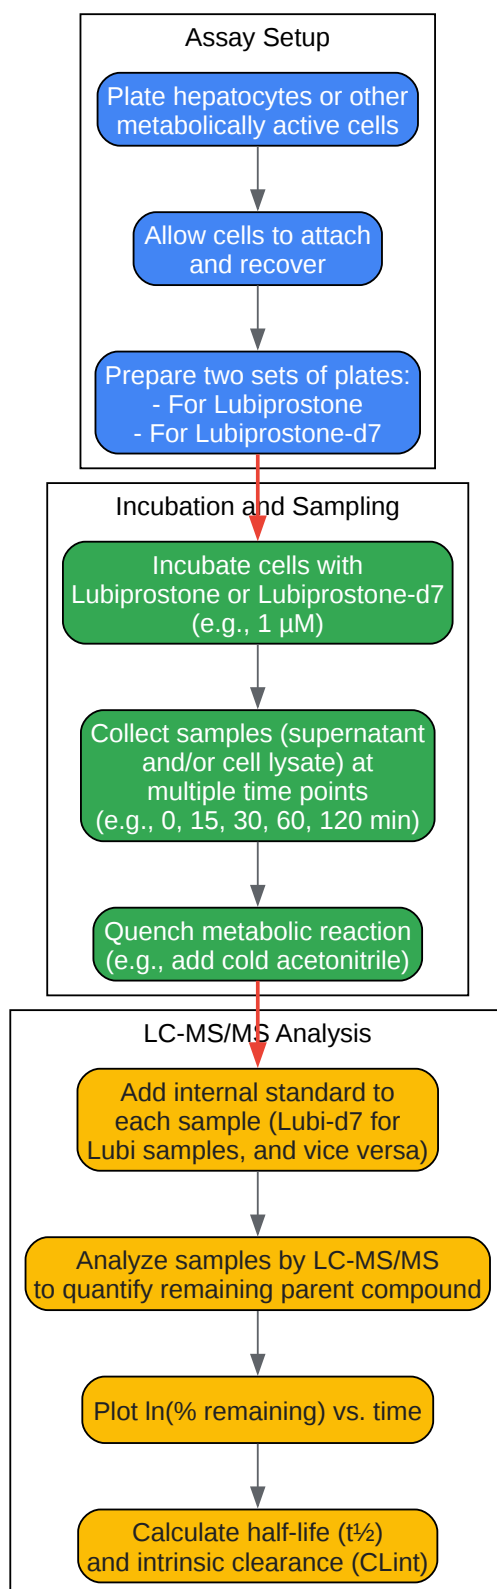 Assay Setup
Plate hepatocytes or other
metabolically active cells
Allow cells to attach
and recover
Prepare two sets of plates:
- For Lubiprostone
- For Lubiprostone-d7
Incubation and Sampling
Incubate cells with
Lubiprostone or Lubiprostone-d7
(e.g., 1 µM)
Collect samples (supernatant
and/or cell lysate) at
multiple time points
(e.g., 0, 15, 30, 60, 120 min)
Quench metabolic reaction
(e.g., add cold acetonitrile)
LC-MS/MS Analysis
Add internal standard to
each sample (Lubi-d7 for
Lubi samples, and vice versa)
Analyze samples by LC-MS/MS
to quantify remaining parent compound
Plot ln(% remaining) vs. time
Calculate half-life (t½)
and intrinsic clearance (CLint)